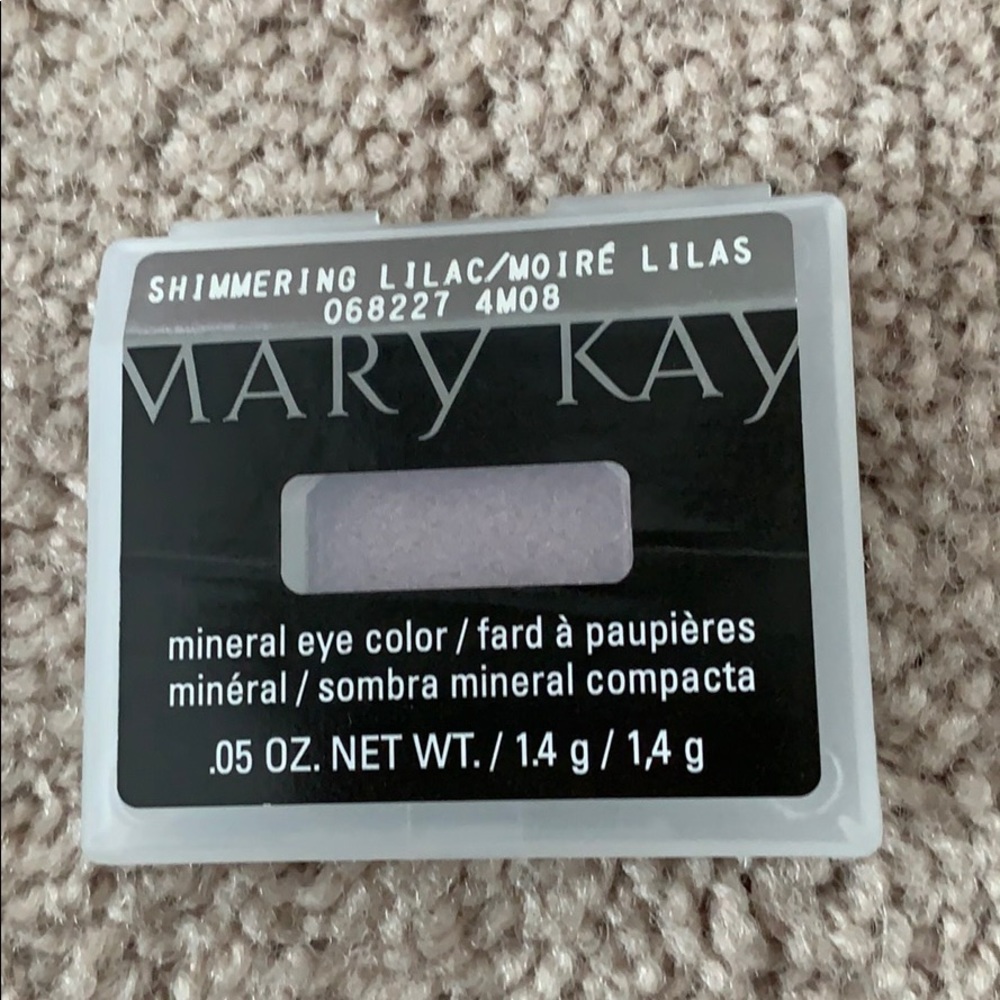 SHIMMERING LILAC/MOIRÉ LILAS
068227 4M08
MARY KAY
mineral eye color / fard à paupières
minéral / sombra mineral compacta
.05 OZ. NET WT. / 1.4 g / 1,4 g